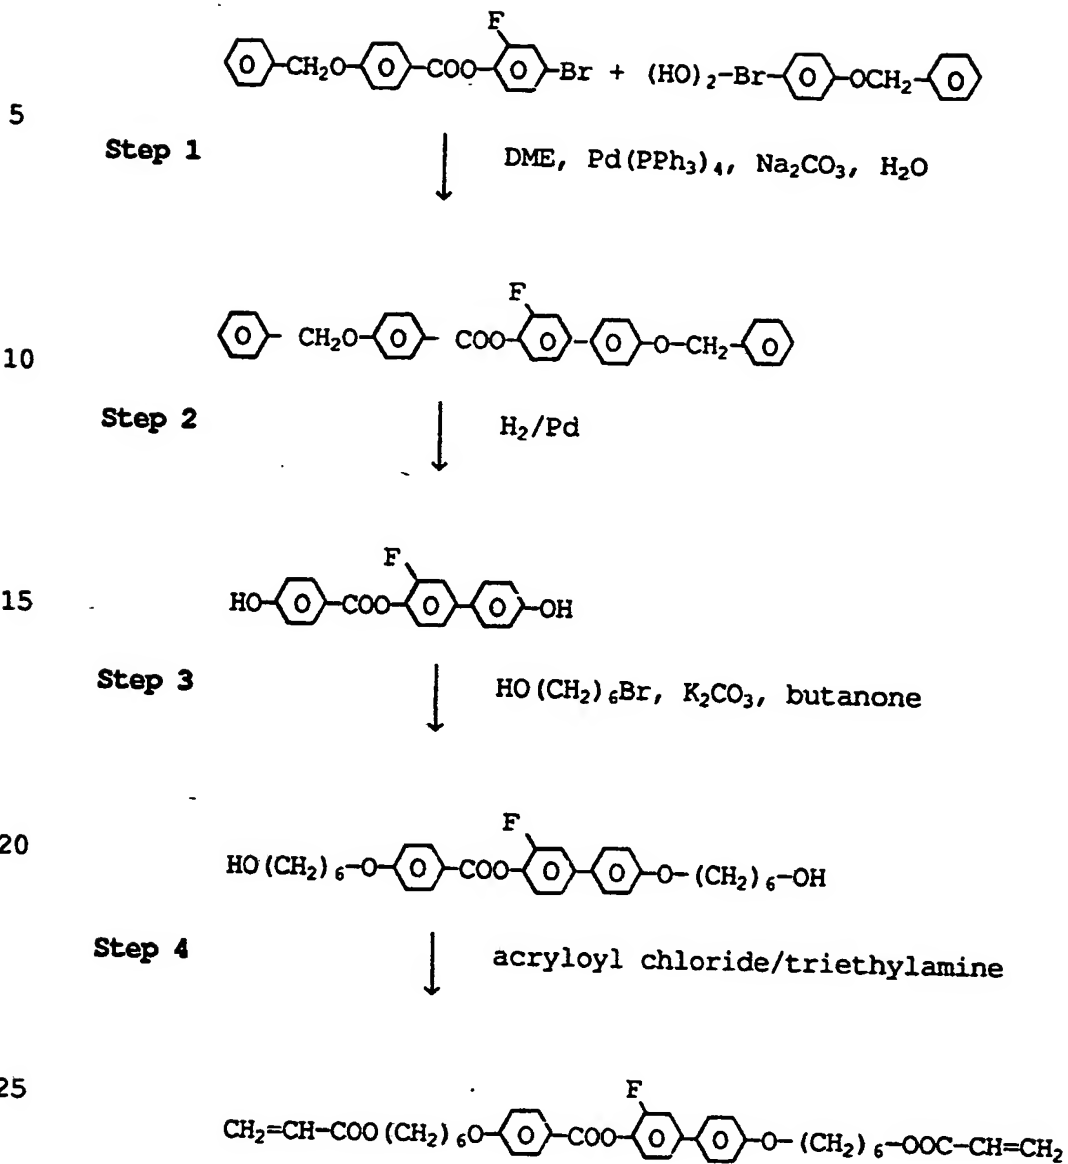 F
O-CH₂O-O-COO-O-Br + (HO)₂-Br-O-OCH₂-O
5
Step 1 DME, Pd(PPh₃)₄, Na₂CO₃, H₂O
F
O- CH₂O-O- COO-O-O-O-CH₂-O
10
Step 2 H₂/Pd
F
15 HO-O-COO-O-O-OH
Step 3 HO(CH₂)₆Br, K₂CO₃, butanone
F
20 HO(CH₂)₆-O-O-COO-O-O-O-(CH₂)₆-OH
Step 4 acryloyl chloride/triethylamine
25 F
CH₂=CH-COO(CH₂)₆O-O-COO-O-O-O-(CH₂)₆-OOC-CH=CH₂